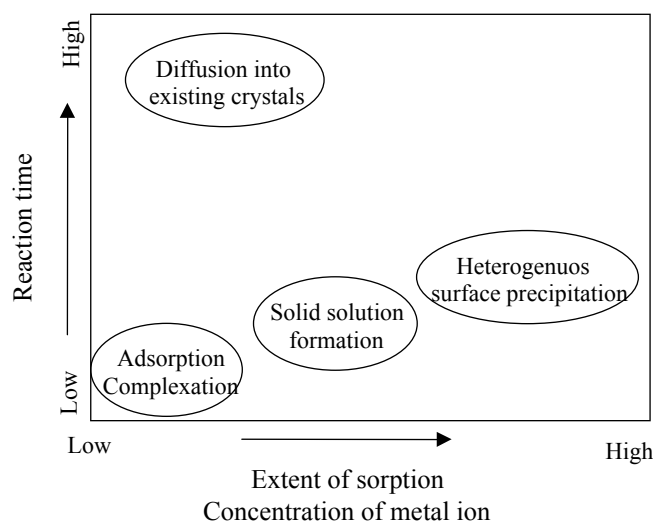 High
Diffusion into
existing crystals
Reaction time
Heterogenuos
surface precipitation
Solid solution
formation
Adsorption
Complexation
Low
Low
High
Extent of sorption
Concentration of metal ion